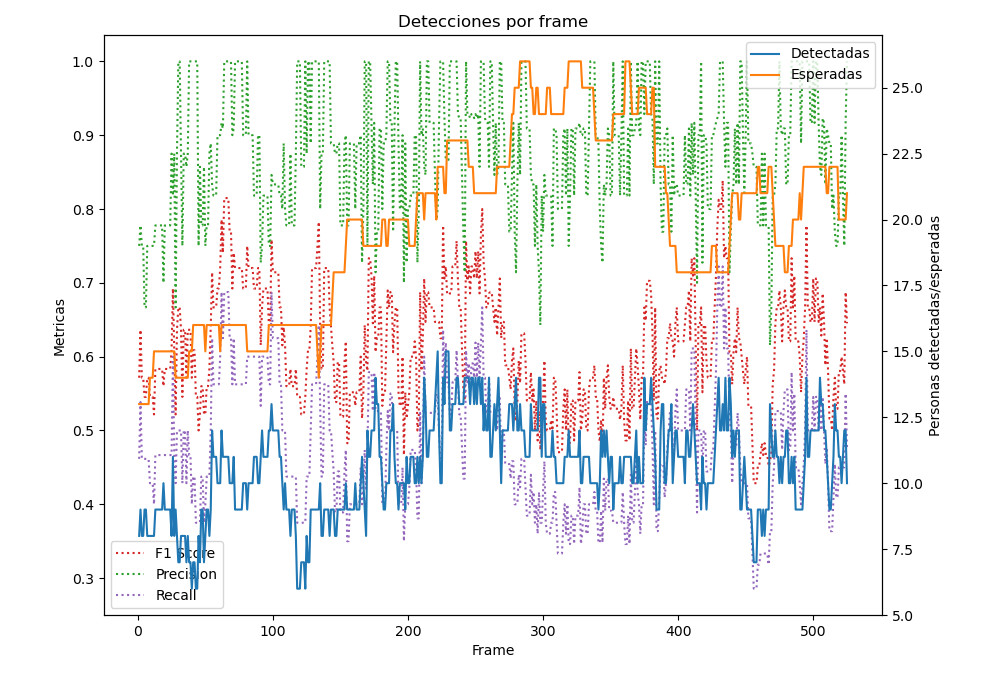 Detecciones por frame
Detectadas
Esperadas
1.0
0.9
0.8
0.7
0.6
0.5
0.4
0.3
Metricas
25.0
22.5
20.0
17.5
15.0
12.5
10.0
7.5
5.0
Personas detectadas/esperadas
F1 Score
Precision
Recall
0
100
200
300
400
500
Frame